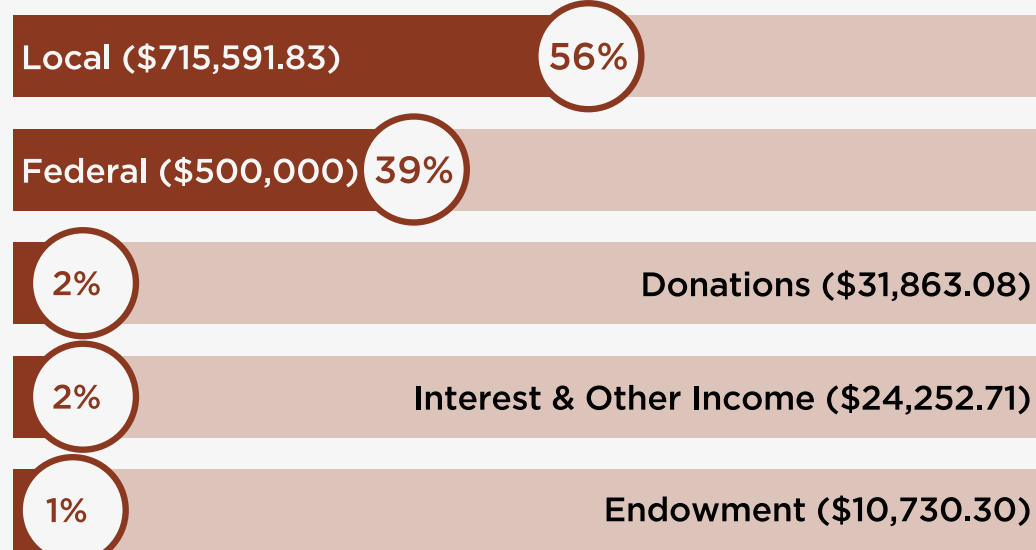 Local ($715,591.83) 56%
Federal ($500,000) 39%
2% Donations ($31,863.08)
2% Interest & Other Income ($24,252.71)
1% Endowment ($10,730.30)